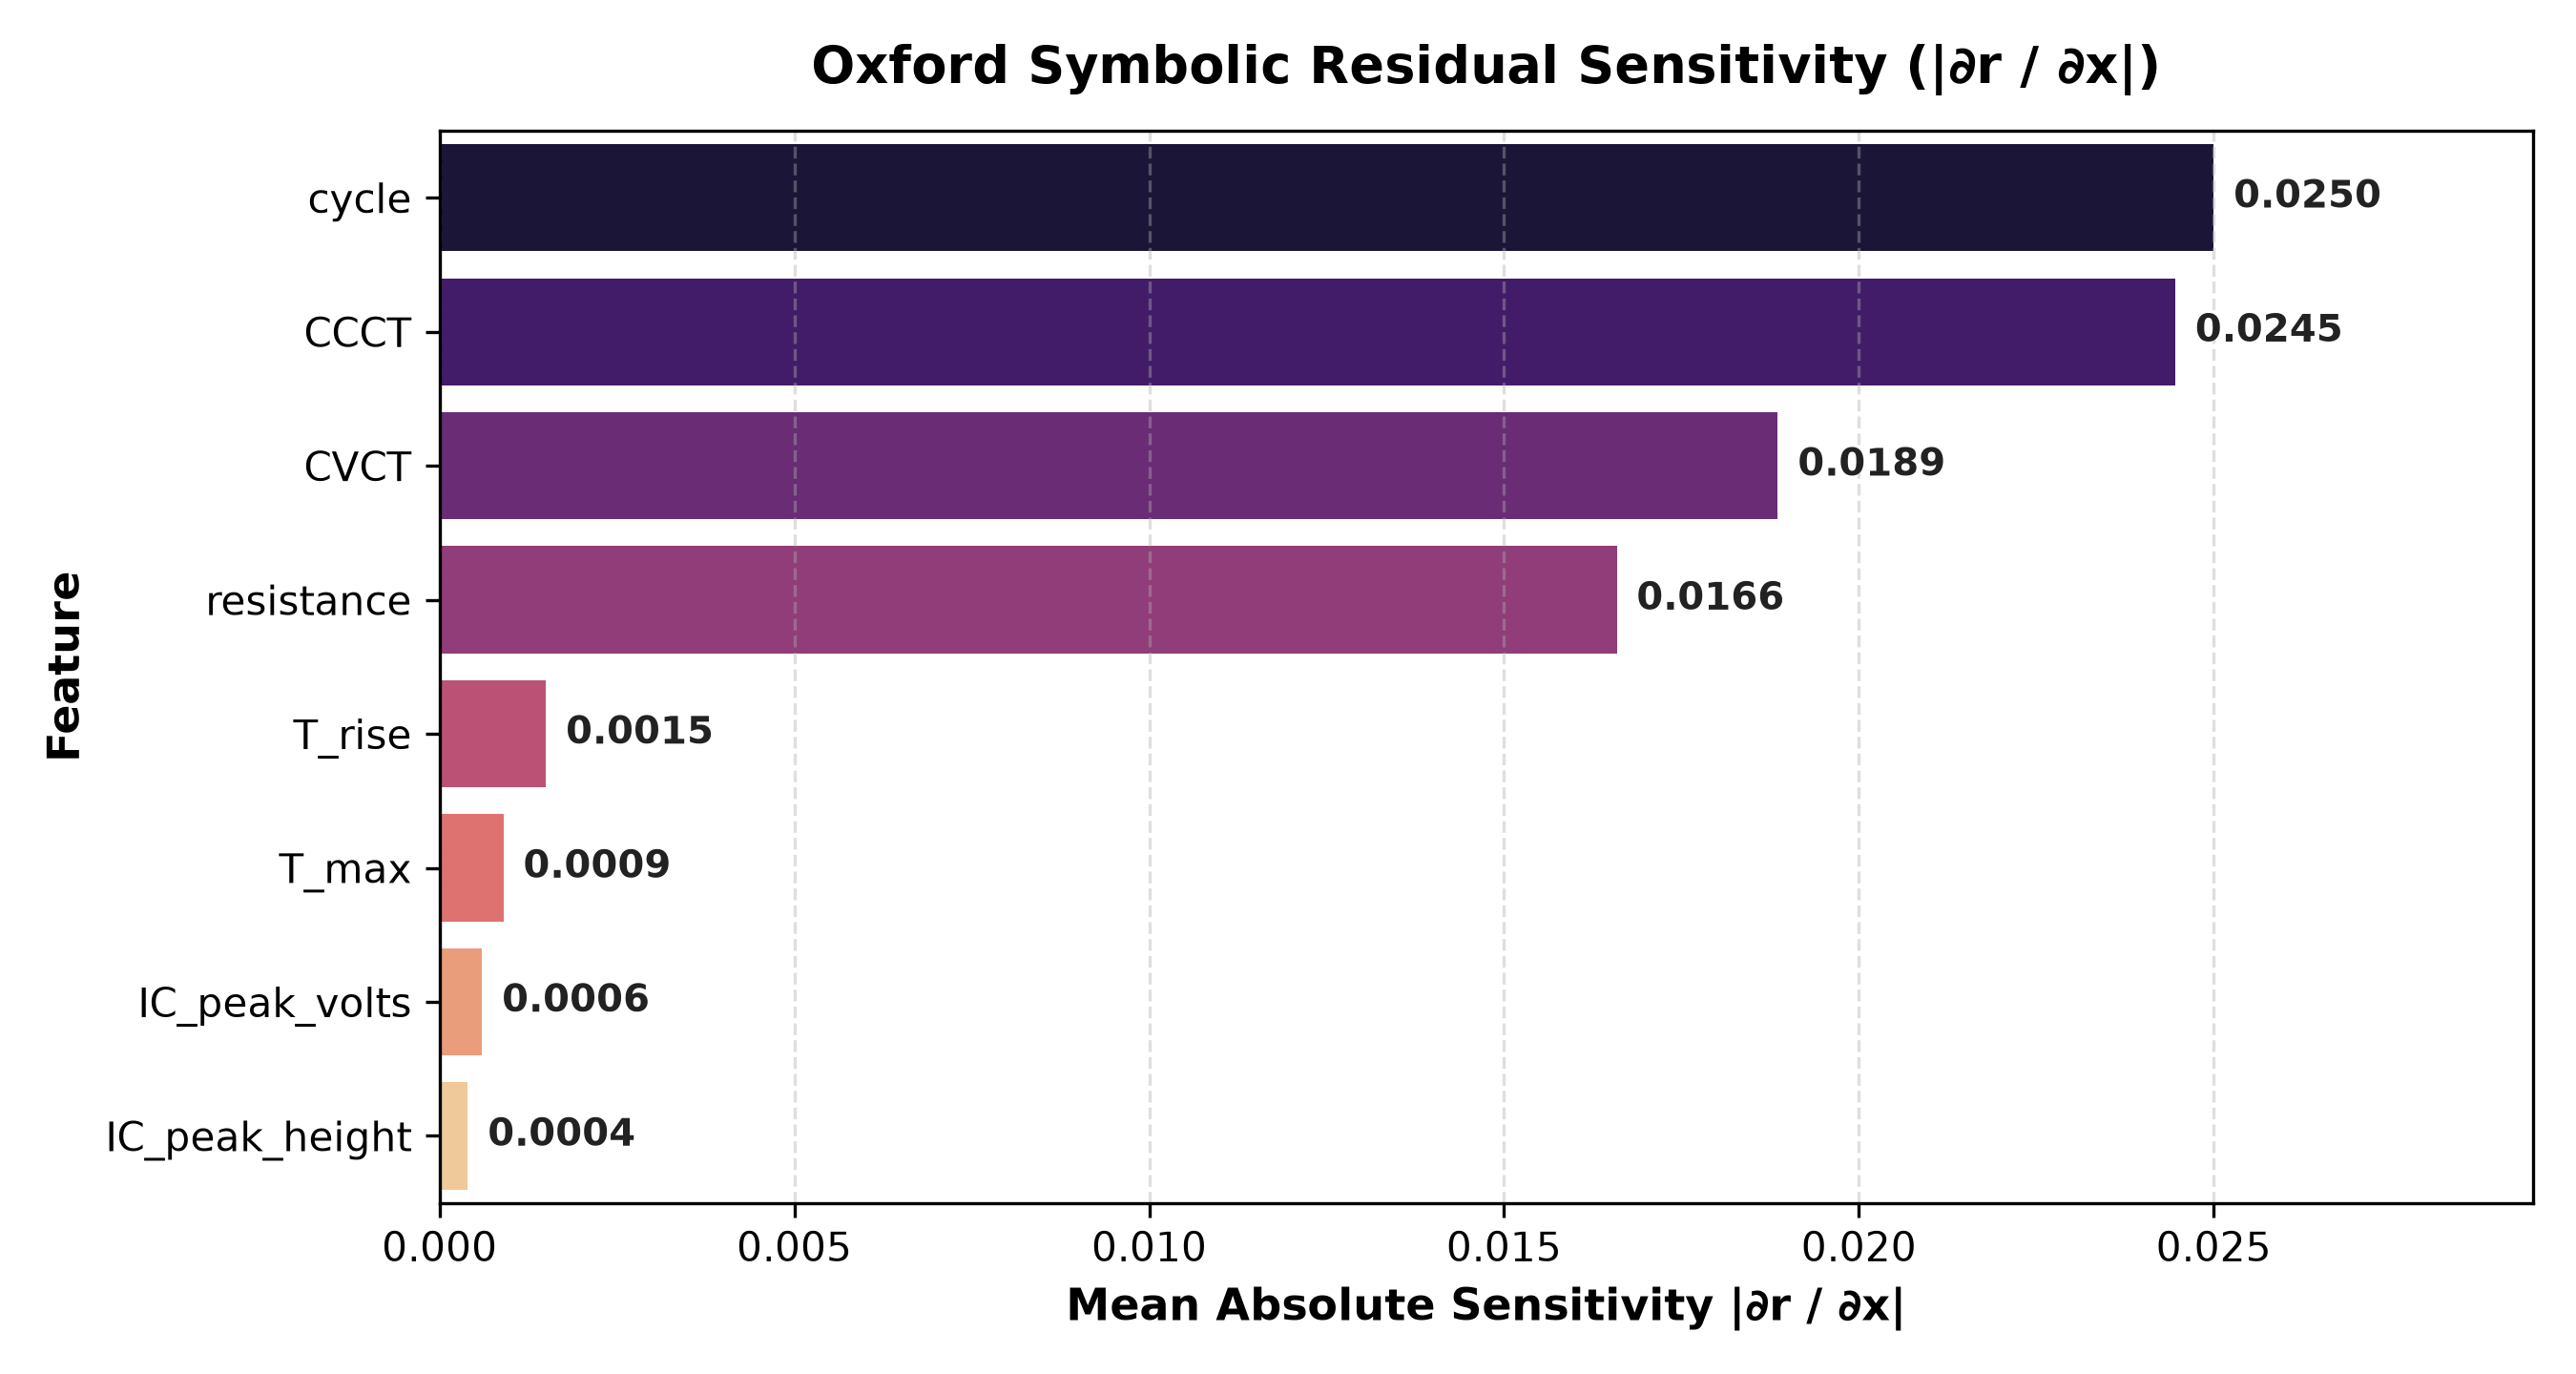 Oxford Symbolic Residual Sensitivity (|∂r / ∂x|)
Feature
cycle
0.0250
CCCT
0.0245
CVCT
0.0189
resistance
0.0166
T_rise
0.0015
T_max
0.0009
IC_peak_volts
0.0006
IC_peak_height
0.0004
0.000 0.005 0.010 0.015 0.020 0.025
Mean Absolute Sensitivity |∂r / ∂x|